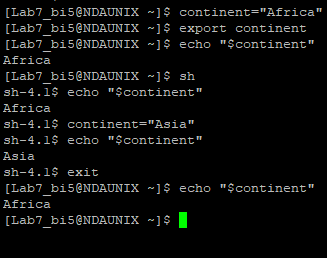 [Lab7_bi5@NDAUNIX ~]$ continent="Africa"
[Lab7_bi5@NDAUNIX ~]$ export continent
[Lab7_bi5@NDAUNIX ~]$ echo "$continent"
Africa
[Lab7_bi5@NDAUNIX ~]$ sh
sh-4.1$ echo "$continent"
Africa
sh-4.1$ continent="Asia"
sh-4.1$ echo "$continent"
Asia
sh-4.1$ exit
[Lab7_bi5@NDAUNIX ~]$ echo "$continent"
Africa
[Lab7_bi5@NDAUNIX ~]$